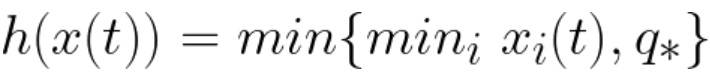 h(x(t)) = min{min_i x_i(t), q_*}